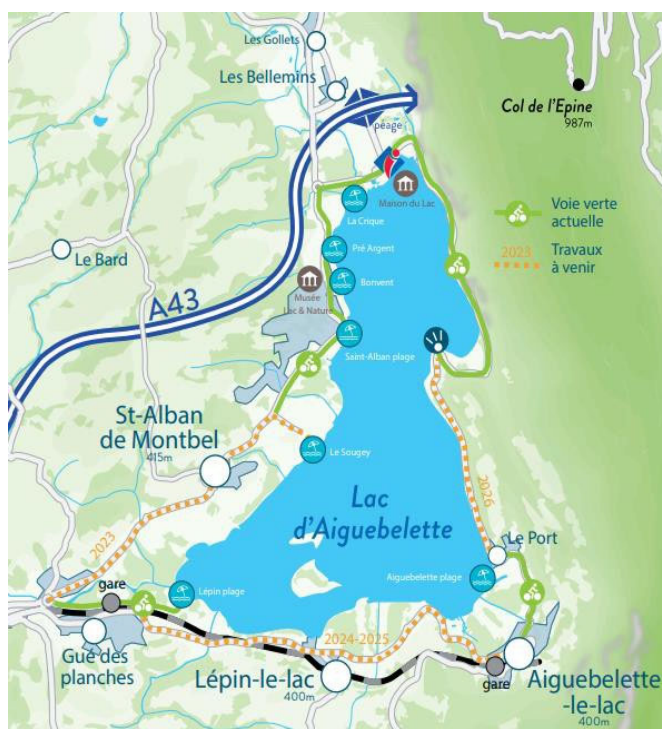 Les Gollets
Les Bellemins
péage
Col de l'Epine
987m
Maison du Lac
La Crique
Voie verte
actuelle
2023
Travaux
à venir
Pré Argent
Le Bard
Bonvent
A43
Musée
Lac & Nature
Saint-Alban plage
St-Alban
de Montbel
415m
Le Sougey
Lac
d'Aiguebelette
2026
2023
Le Port
gare
Lépin plage
Aiguebelette plage
2024-2025
Gué des
planches
Lépin-le-lac
400m
gare
Aiguebelette
-le-lac
400m